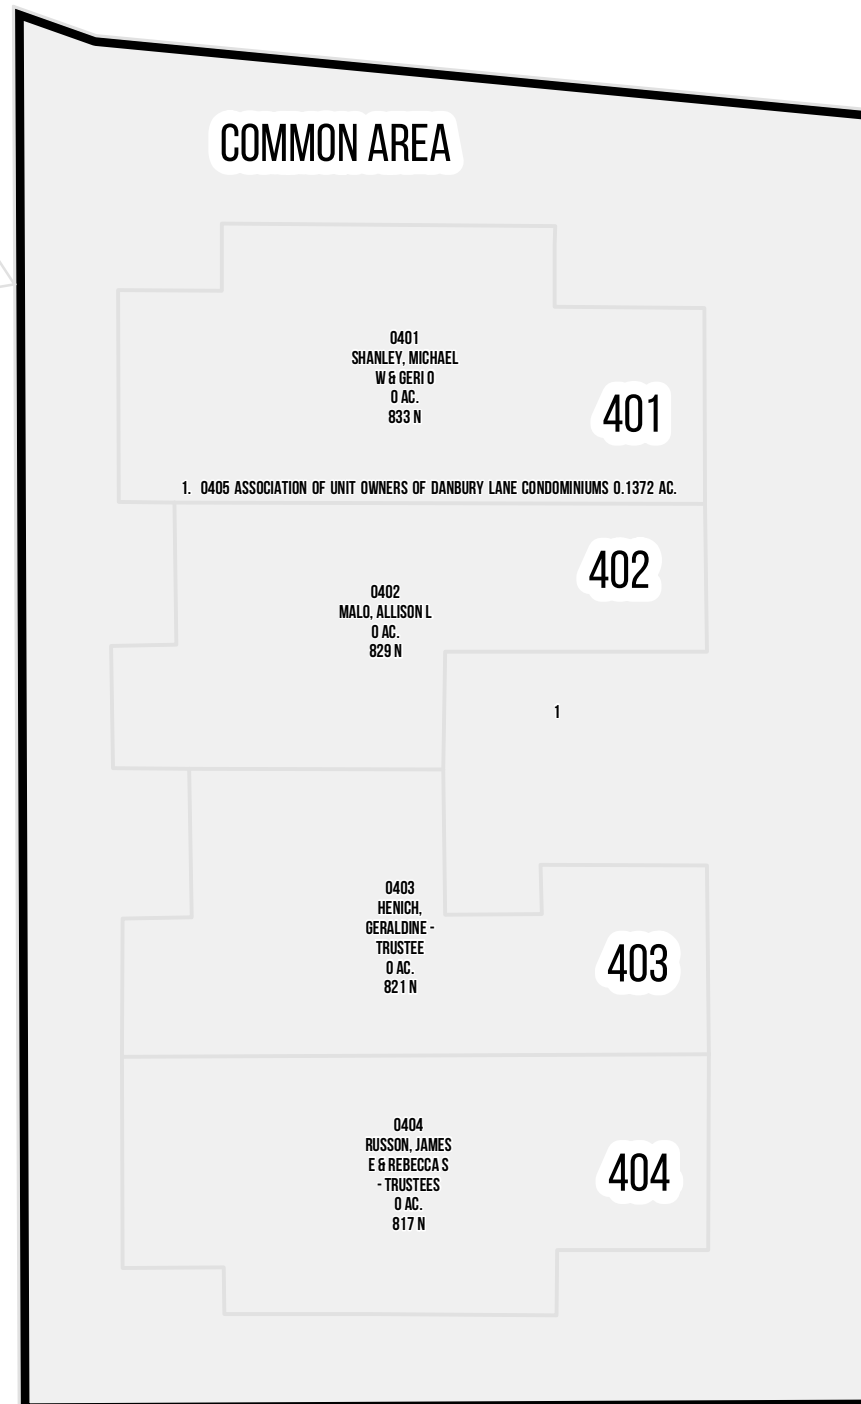 COMMON AREA
0401
SHANLEY, MICHAEL
W & GERI O
0 AC.
833 N
401
1. 0405 ASSOCIATION OF UNIT OWNERS OF DANBURY LANE CONDOMINIUMS 0.1372 AC.
402
0402
MALO, ALLISON L
0 AC.
829 N
1
0403
HENICH,
GERALDINE -
TRUSTEE
0 AC.
821 N
403
0404
RUSSON, JAMES
E & REBECCA S
- TRUSTEES
0 AC.
817 N
404